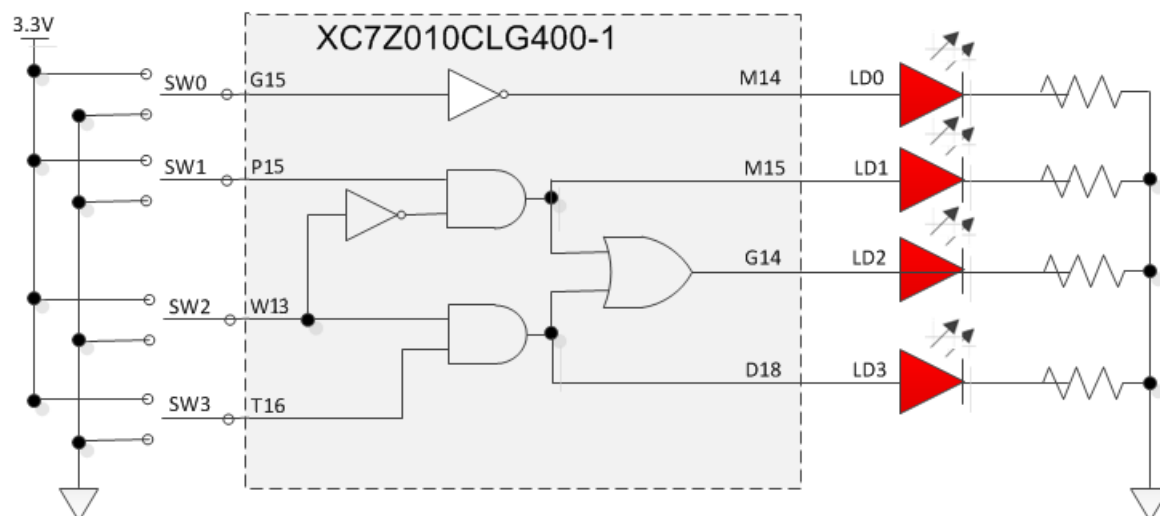 3.3V
XC7Z010CLG400-1
SW0 G15 M14 LD0
SW1 P15 M15 LD1
G14 LD2
SW2 W13
D18 LD3
SW3 T16